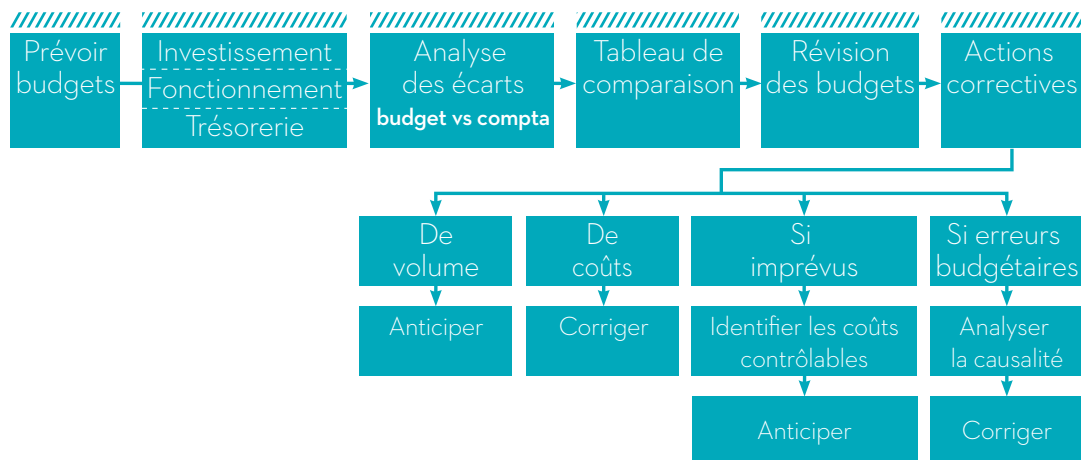 Prévoir
budgets
Investissement
Fonctionnement
Trésorerie
Analyse
des écarts
budget vs compta
Tableau de
comparaison
Révision
des budgets
Actions
correctives
De
volume
De
coûts
Si
imprévus
Si erreurs
budgétaires
Anticiper
Corriger
Identifier les coûts
contrôlables
Analyser
la causalité
Anticiper
Corriger